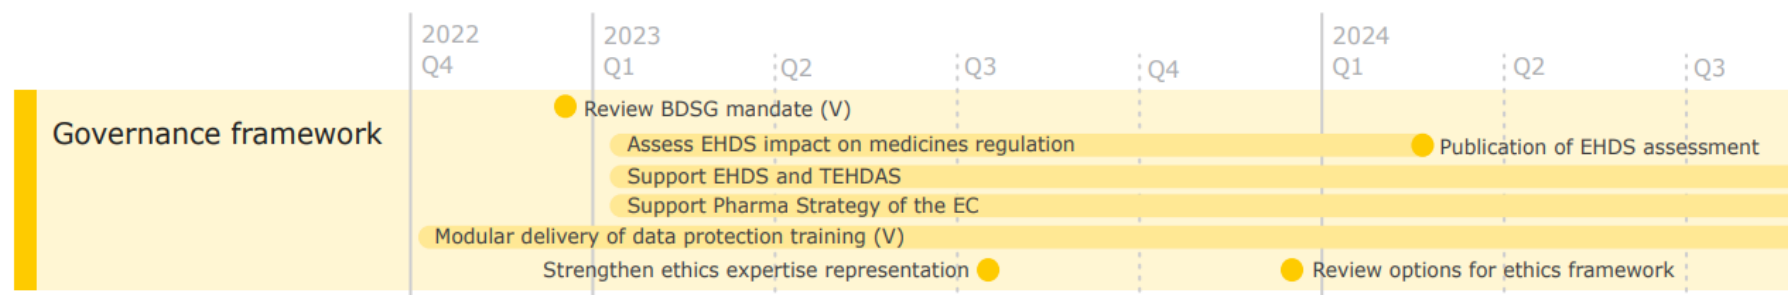 2022
2023
2024
Q4
Q1
Q2
Q3
Q4
Q1
Q2
Q3
Governance framework
Review BDSG mandate (V)
Assess EHDS impact on medicines regulation
Publication of EHDS assessment
Support EHDS and TEHDAS
Support Pharma Strategy of the EC
Modular delivery of data protection training (V)
Strengthen ethics expertise representation
Review options for ethics framework